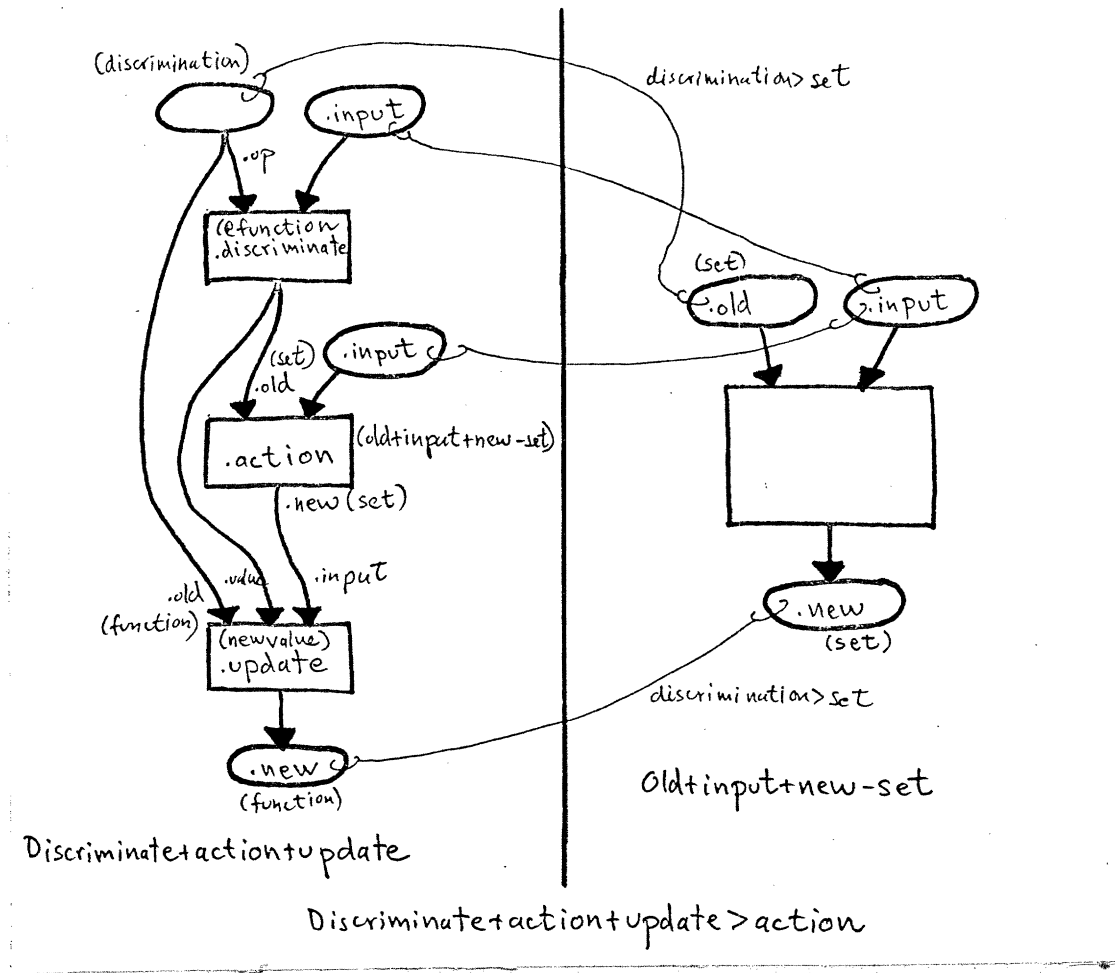 (discrimination)
.input
.op
(@function
.discriminate
.input
(set)
.old
.action
(old+input+new-set)
.new (set)
.old
.value
.input
(function)
(newvalue)
.update
.new
(function)
Discriminate+action+update
discrimination>set
(set)
.old
.input
.new
(set)
discrimination>set
Old+input+new-set
Discriminate+action+update>action